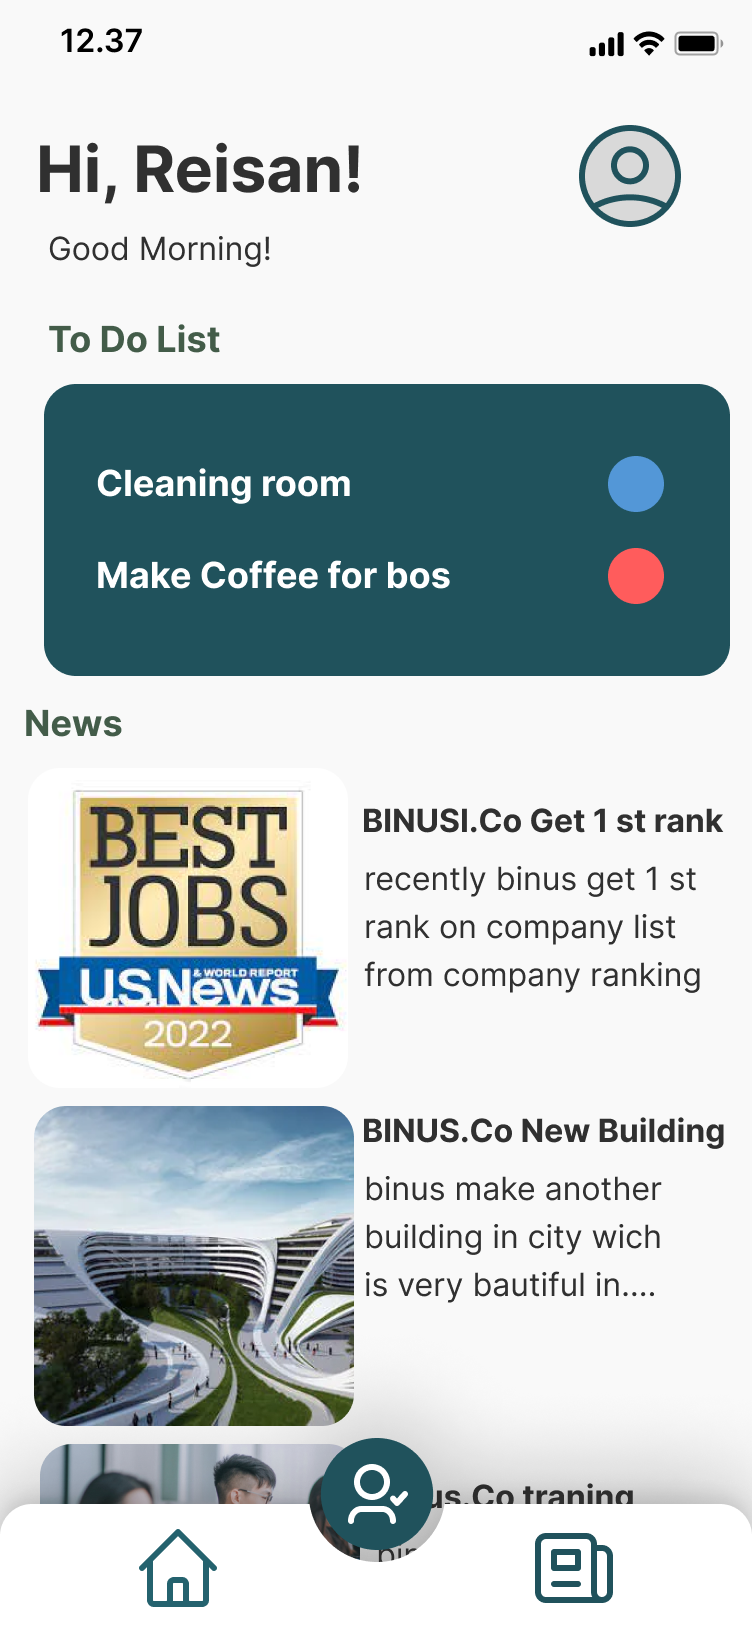 12.37
Hi, Reisan!
Good Morning!
To Do List
Cleaning room
Make Coffee for bos
News
BEST
JOBS
U.S.News
& WORLD REPORT
2022
BINUSI.Co Get 1 st rank
recently binus get 1 st
rank on company list
from company ranking
BINUS.Co New Building
binus make another
building in city wich
is very bautiful in....
us.Co traning